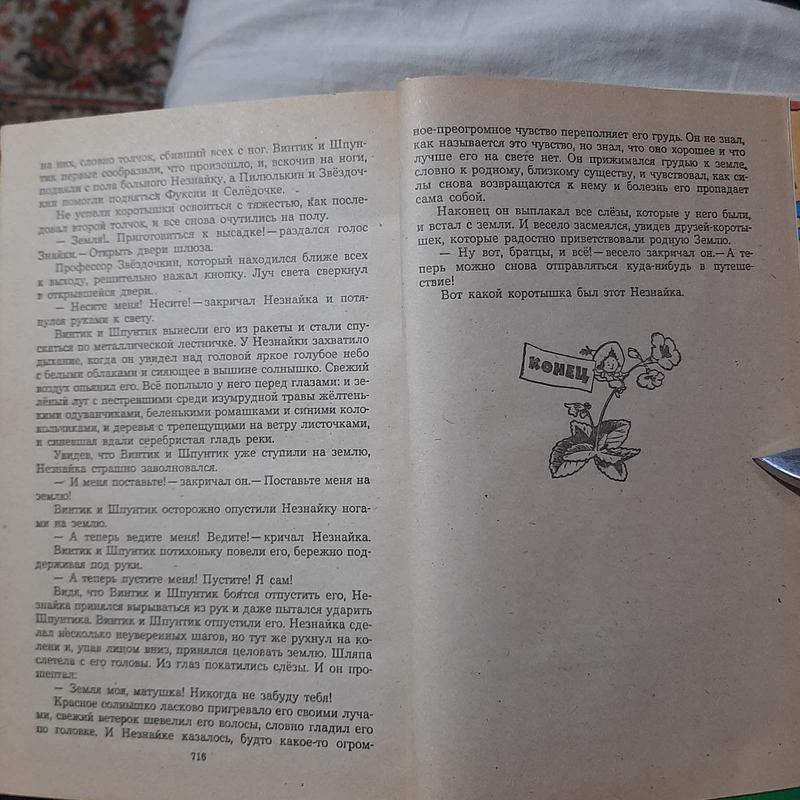 на них, словно толчок, сбивший всех с ног. Винтик и Шпун-
тик первые сообразили, что произошло, и, вскочив на ноги,
подняли с пола больного Незнайку, а Пилюлькин и Звёздоч-
кин помогли подняться Фуксии и Селёдочке.
Не успели коротышки освоиться с тяжестью, как после-
довал второй толчок, и все снова очутились на полу.
— Земля!.. Приготовиться к высадке! — раздался голос
Знайки. — Открыть двери шлюза.
Профессор Звёздочкин, который находился ближе всех
к выходу, решительно нажал кнопку. Луч света сверкнул
в открывшейся двери.
— Несите меня! Несите! — закричал Незнайка и потя-
нулся руками к свету.
Винтик и Шпунтик вынесли его из ракеты и стали спу-
скаться по металлической лестничке. У Незнайки захватило
дыхание, когда он увидел над головой яркое голубое небо
с белыми облаками и сияющее в вышине солнышко. Свежий
воздух опьянил его. Всё поплыло у него перед глазами: и зе-
лёный луг с пестревшими среди изумрудной травы жёлтень-
кими одуванчиками, беленькими ромашками и синими коло-
кольчиками, и деревья с трепещущими на ветру листочками,
и синевшая вдали серебристая гладь реки.
Увидев, что Винтик и Шпунтик уже ступили на землю,
Незнайка страшно заволновался.
— И меня поставьте! — закричал он. — Поставьте меня на
землю!
Винтик и Шпунтик осторожно опустили Незнайку нога-
ми на землю.
— А теперь ведите меня! Ведите! — кричал Незнайка.
Винтик и Шпунтик потихоньку повели его, бережно под-
держивая под руки.
— А теперь пустите меня! Пустите! Я сам!
Видя, что Винтик и Шпунтик боятся отпустить его, Не-
знайка принялся вырываться из рук и даже пытался ударить
Шпунтика. Винтик и Шпунтик отпустили его. Незнайка сде-
лал несколько неуверенных шагов, но тут же рухнул на ко-
лени и, упав лицом вниз, принялся целовать землю. Шляпа
слетела с его головы. Из глаз покатились слёзы. И он про-
шептал:
— Земля моя, матушка! Никогда не забуду тебя!
Красное солнышко ласково пригревало его своими луча-
ми, свежий ветерок шевелил его волосы, словно гладил его
по головке. И Незнайке казалось, будто какое-то огром-
716
ное-преогромное чувство переполняет его грудь. Он не знал,
как называется это чувство, но знал, что оно хорошее и что
лучше его на свете нет. Он прижимался грудью к земле,
словно к родному, близкому существу, и чувствовал, как си-
лы снова возвращаются к нему и болезнь его пропадает
сама собой.
Наконец он выплакал все слёзы, которые у него были,
и встал с земли. И весело засмеялся, увидев друзей-короты-
шек, которые радостно приветствовали родную Землю.
— Ну вот, братцы, и всё! — весело закричал он. — А те-
перь можно снова отправляться куда-нибудь в путеше-
ствие!
Вот какой коротышка был этот Незнайка.
КОНЕЦ